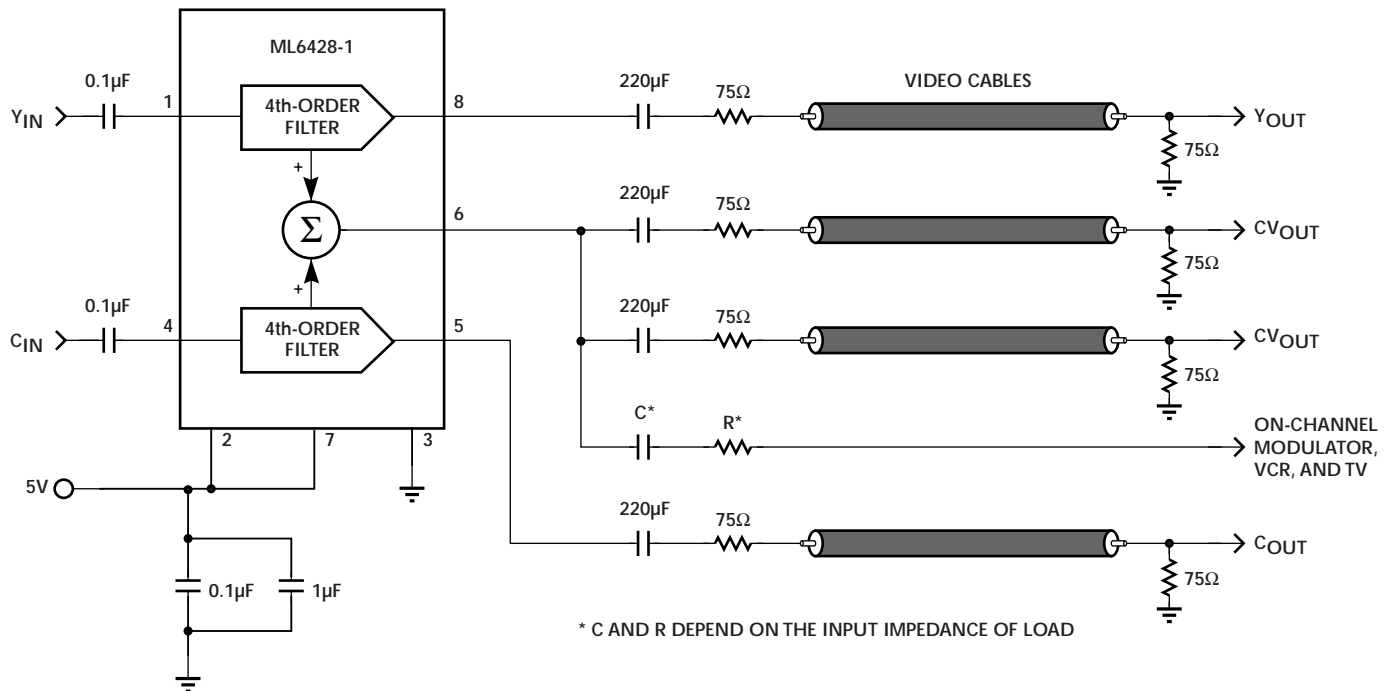 ML6428-1
0.1µF
220µF
75Ω
VIDEO CABLES
YIN
1
4th-ORDER
FILTER
8
YOUT
75Ω
+
220µF
75Ω
Σ
6
CVOUT
75Ω
+
0.1µF
220µF
75Ω
CIN
4
4th-ORDER
FILTER
5
CVOUT
75Ω
C*
R*
ON-CHANNEL
MODULATOR,
VCR, AND TV
2
7
3
5V
220µF
75Ω
COUT
75Ω
0.1µF
1µF
* C AND R DEPEND ON THE INPUT IMPEDANCE OF LOAD